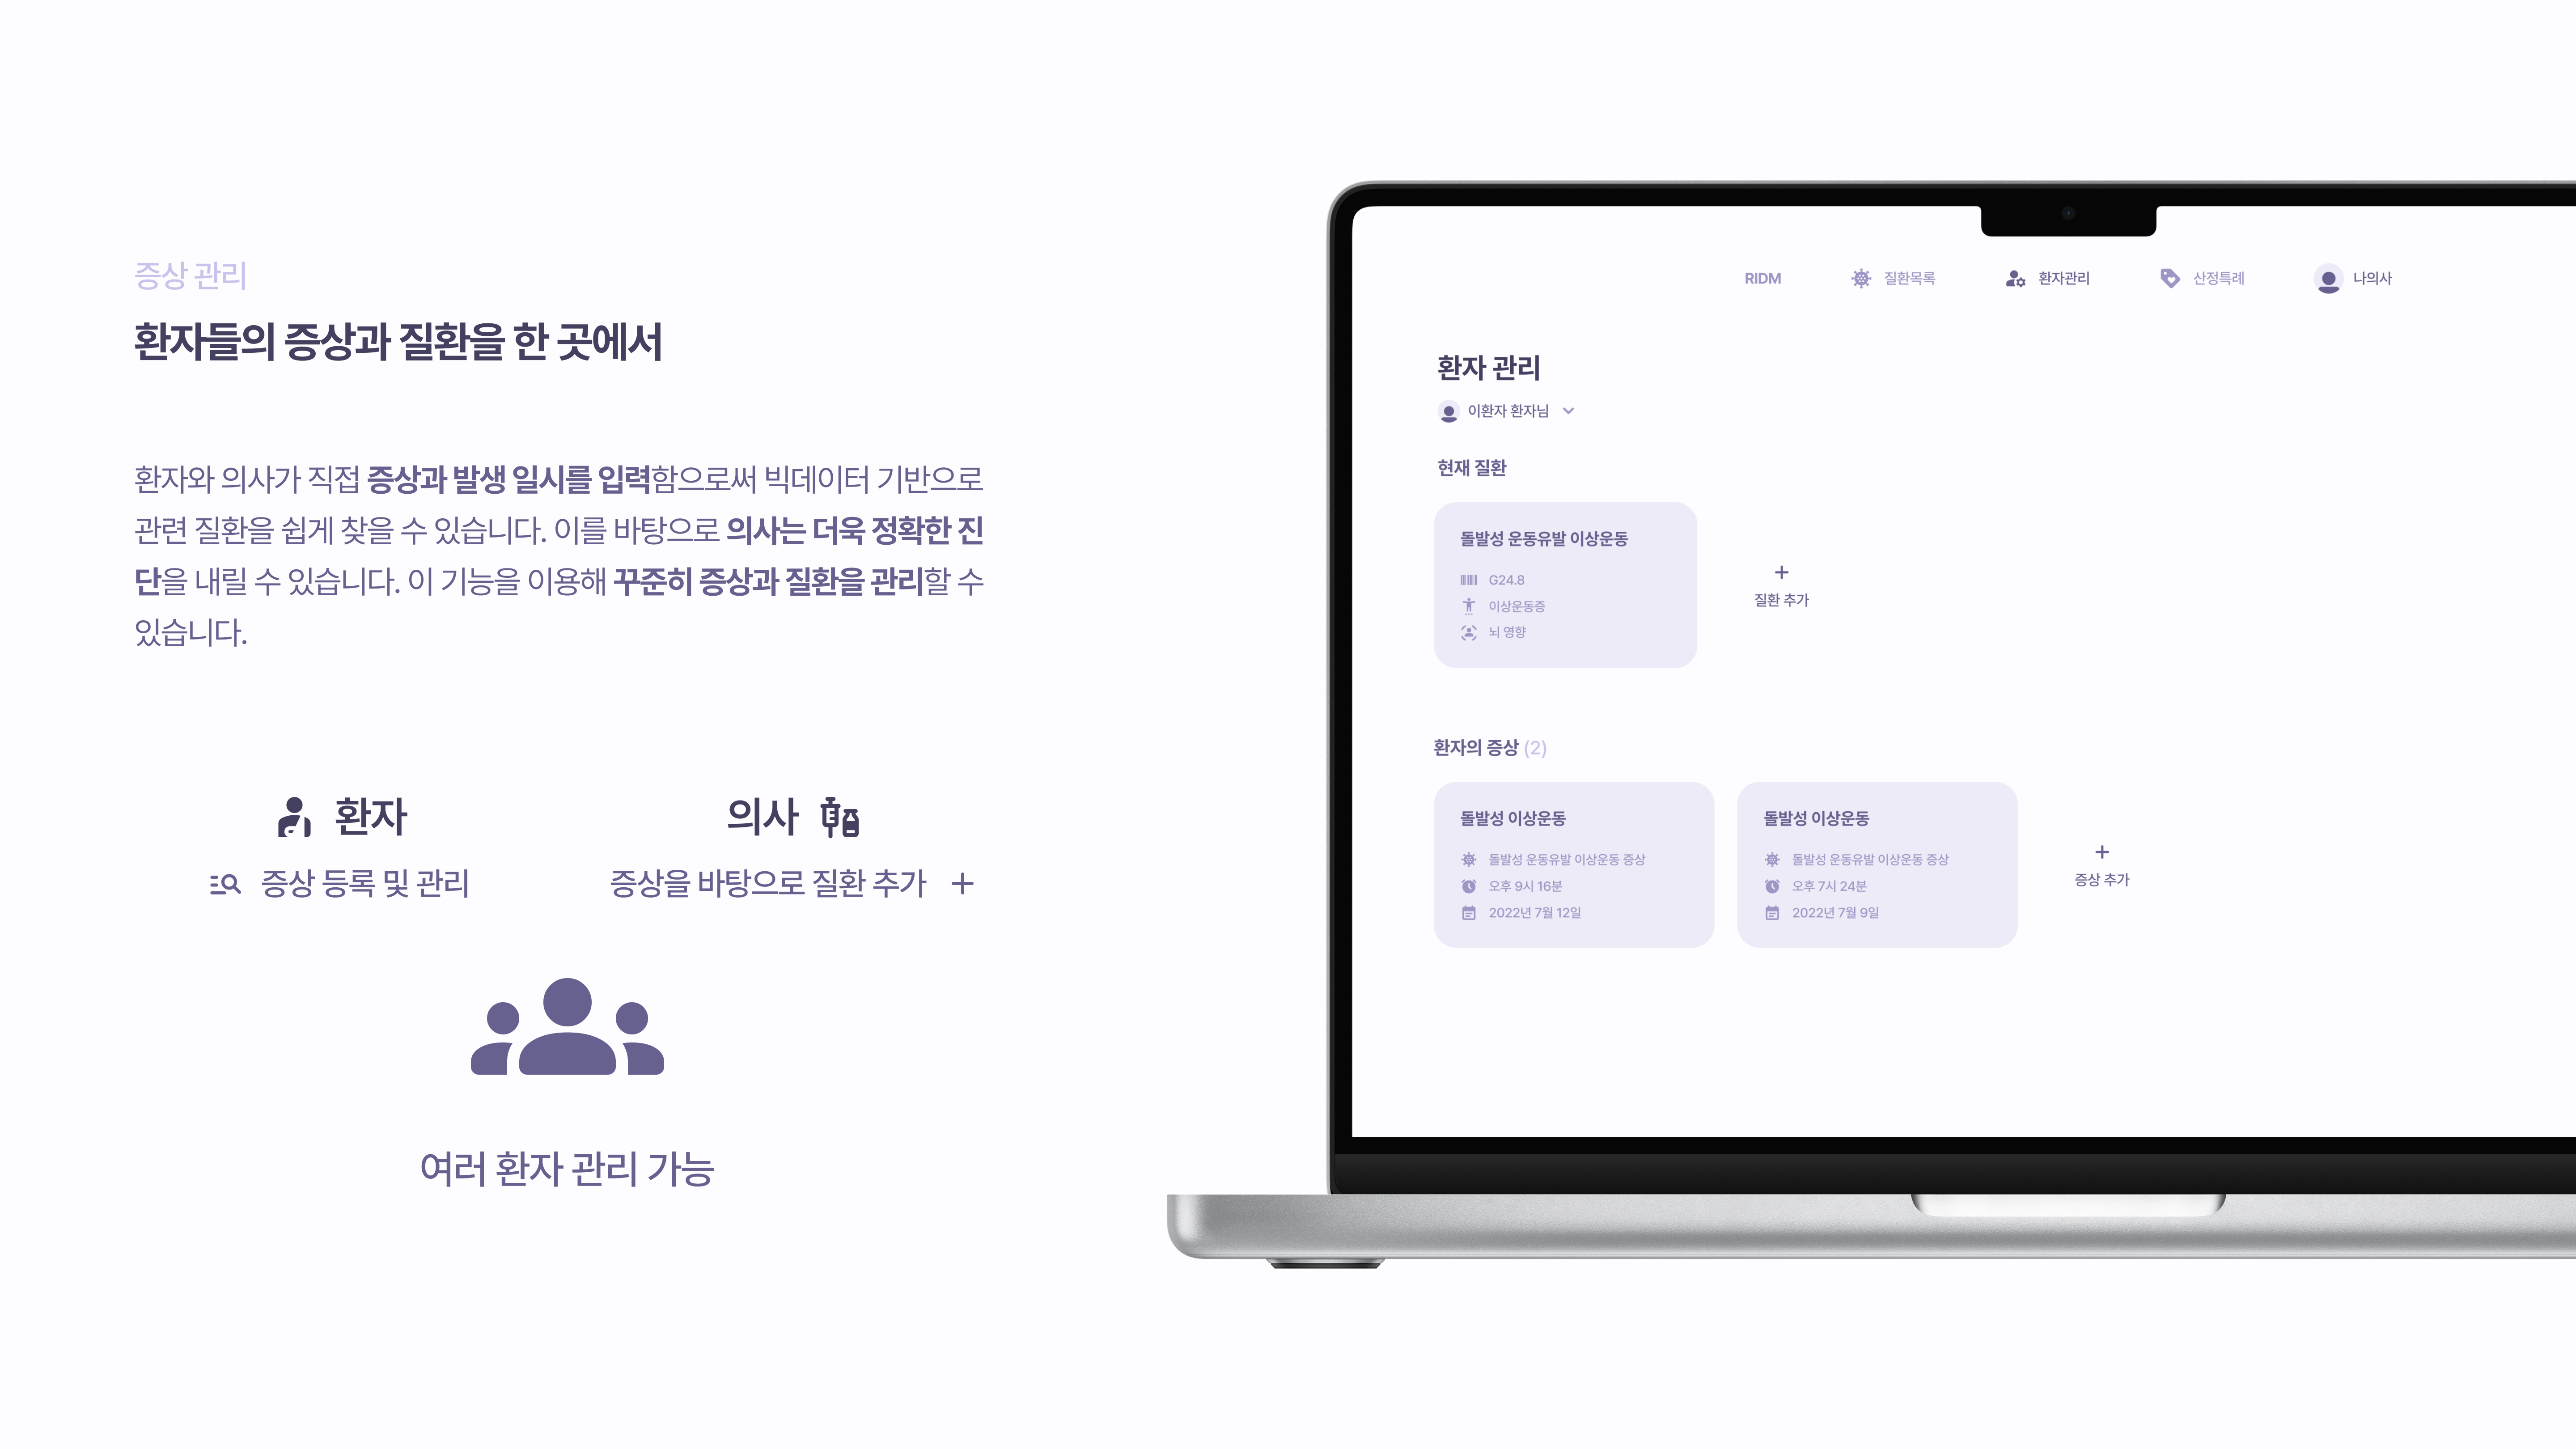 증상 관리
환자들의 증상과 질환을 한 곳에서
환자와 의사가 직접 증상과 발생 일시를 입력함으로써 빅데이터 기반으로
관련 질환을 쉽게 찾을 수 있습니다. 이를 바탕으로 의사는 더욱 정확한 진
단을 내릴 수 있습니다. 이 기능을 이용해 꾸준히 증상과 질환을 관리할 수
있습니다.
환자
증상 등록 및 관리
의사
증상을 바탕으로 질환 추가
여러 환자 관리 가능
RIDM 질환목록 환자관리 산정특례 나의사
환자 관리
이환자 환자님
현재 질환
돌발성 운동유발 이상운동
G24.8
이상운동증
뇌 영향
질환 추가
환자의 증상 (2)
돌발성 이상운동
돌발성 운동유발 이상운동 증상
오후 9시 16분
2022년 7월 12일
돌발성 이상운동
돌발성 운동유발 이상운동 증상
오후 7시 24분
2022년 7월 9일
증상 추가